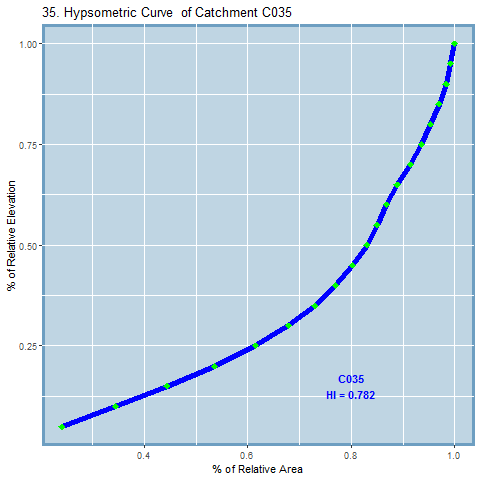 35. Hypsometric Curve  of Catchment C035
% of Relative Elevation
1.00
0.75
0.50
0.25
C035
HI = 0.782
0.4
0.6
0.8
1.0
% of Relative Area